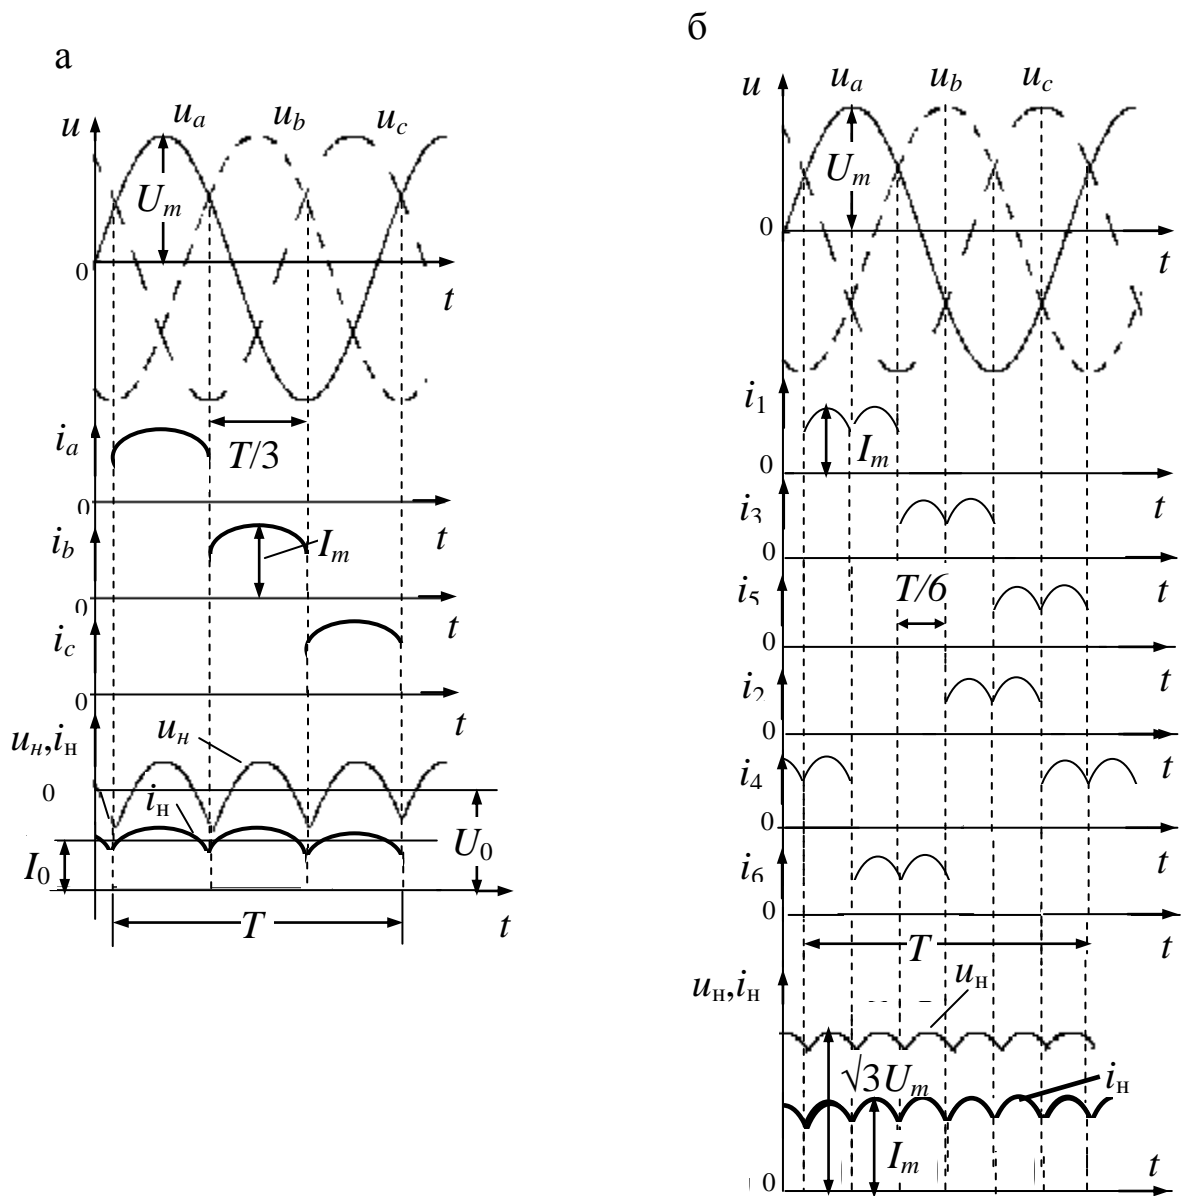 а
u
u_a
u_b
u_c
U_m
0
t
i_a
T/3
0
t
i_b
I_m
0
t
i_c
0
t
u_н,i_н
u_н
0
i_н
I_0
U_0
T
t
б
u
u_a
u_b
u_c
U_m
0
t
i_1
I_m
0
t
i_3
0
t
i_5
T/6
0
t
i_2
0
t
i_4
0
t
i_6
0
T
t
u_н,i_н
u_н
√3U_m
i_н
I_m
0
t